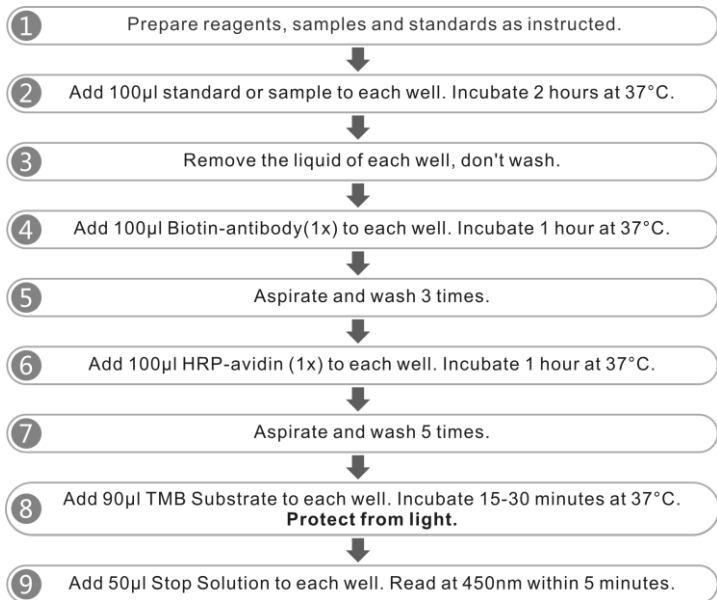 1 Prepare reagents, samples and standards as instructed.
2 Add 100µl standard or sample to each well. Incubate 2 hours at 37°C.
3 Remove the liquid of each well, don't wash.
4 Add 100µl Biotin-antibody(1x) to each well. Incubate 1 hour at 37°C.
5 Aspirate and wash 3 times.
6 Add 100µl HRP-avidin (1x) to each well. Incubate 1 hour at 37°C.
7 Aspirate and wash 5 times.
8 Add 90µl TMB Substrate to each well. Incubate 15-30 minutes at 37°C.
Protect from light.
9 Add 50µl Stop Solution to each well. Read at 450nm within 5 minutes.